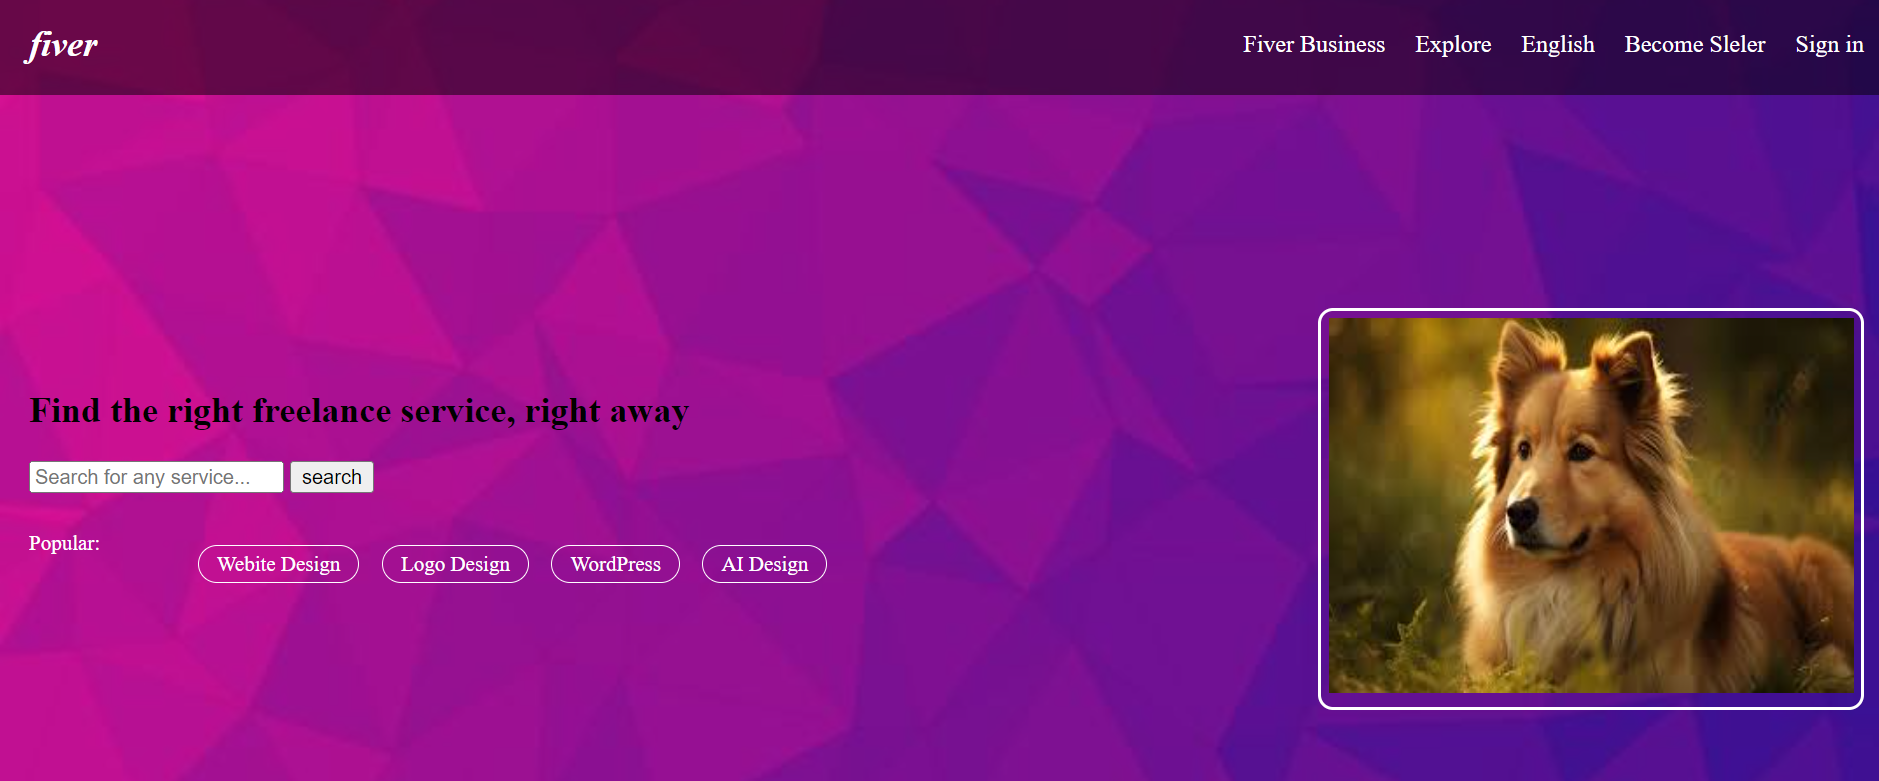 fiver
Fiver Business Explore English Become Sleler Sign in
Find the right freelance service, right away
Search for any service... search
Popular:
Webite Design Logo Design WordPress AI Design